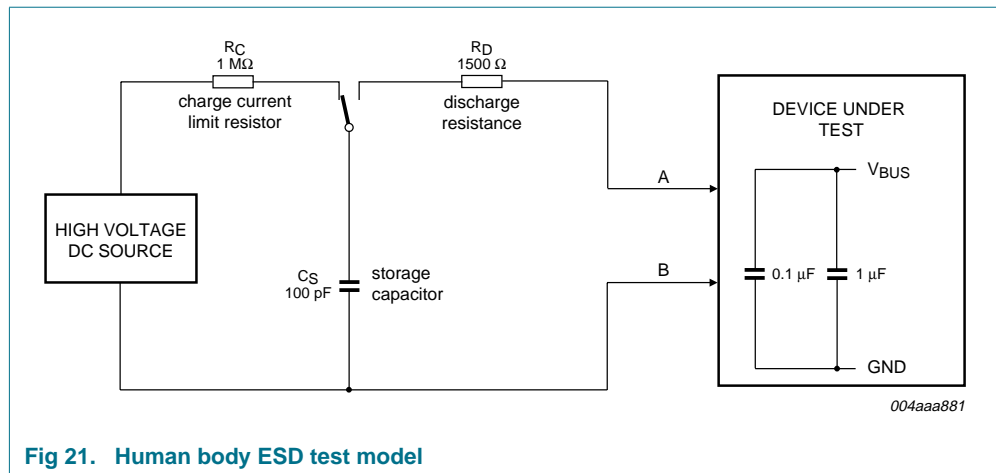 RC
1 MΩ
charge current
limit resistor
RD
1500 Ω
discharge
resistance
DEVICE UNDER
TEST
VBUS
A
HIGH VOLTAGE
DC SOURCE
CS
100 pF
storage
capacitor
B
0.1 μF
1 μF
GND
004aaa881
Fig 21. Human body ESD test model